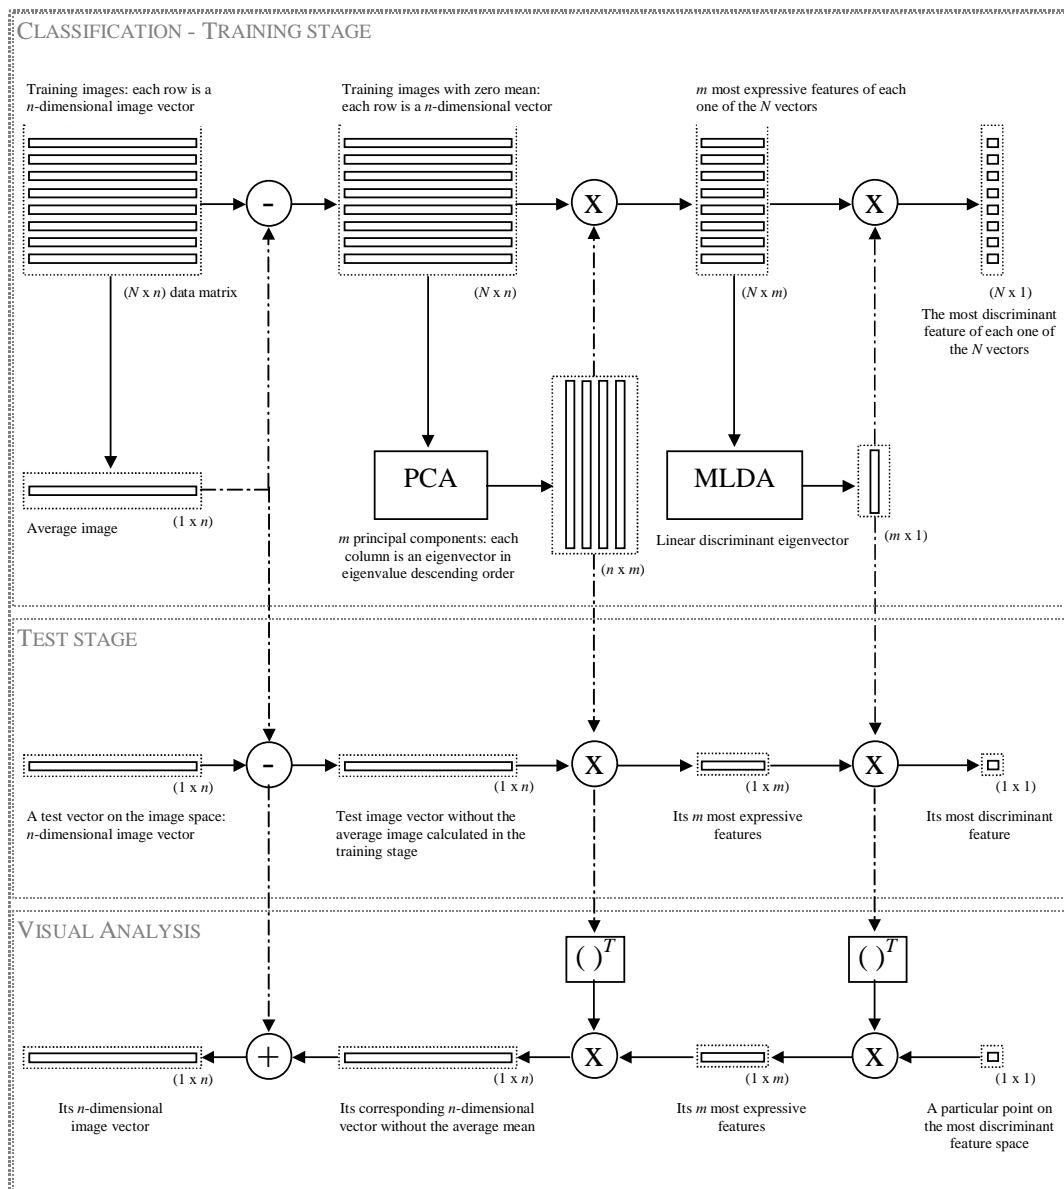 CLASSIFICATION - TRAINING STAGE
Training images: each row is a
n-dimensional image vector
Training images with zero mean:
each row is a n-dimensional vector
m most expressive features of each
one of the N vectors
-
X
X
(N x n) data matrix
(N x n)
(N x m)
(N x 1)
The most discriminant
feature of each one of
the N vectors
PCA
MLDA
Average image
(1 x n)
m principal components: each
column is an eigenvector in
eigenvalue descending order
(n x m)
Linear discriminant eigenvector
(m x 1)
TEST STAGE
-
X
X
(1 x n)
(1 x n)
(1 x m)
(1 x 1)
A test vector on the image space:
n-dimensional image vector
Test image vector without the
average image calculated in the
training stage
Its m most expressive
features
Its most discriminant
feature
VISUAL ANALYSIS
( )T
( )T
+
X
X
(1 x n)
(1 x n)
(1 x m)
(1 x 1)
Its n-dimensional
image vector
Its corresponding n-dimensional
vector without the average mean
Its m most expressive
features
A particular point on
the most discriminant
feature space